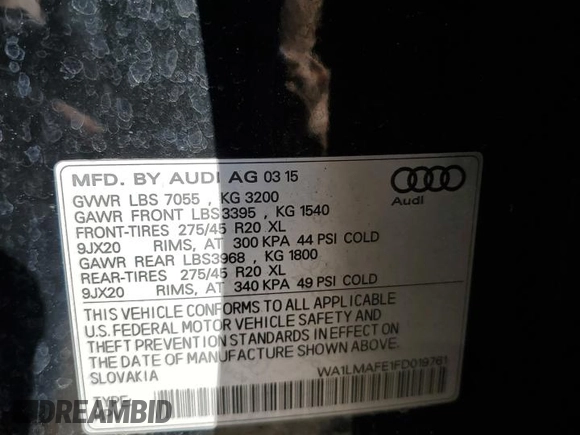 MFD. BY AUDI AG 03 15
GVWR LBS 7055 , KG 3200
GAWR FRONT LBS3395 , KG 1540
FRONT-TIRES 275/45 R20 XL
9JX20 RIMS, AT 300 KPA 44 PSI COLD
GAWR REAR LBS3968 , KG 1800
REAR-TIRES 275/45 R20 XL
9JX20 RIMS, AT 340 KPA 49 PSI COLD
Audi
THIS VEHICLE CONFORMS TO ALL APPLICABLE
U.S. FEDERAL MOTOR VEHICLE SAFETY AND
THEFT PREVENTION STANDARDS IN EFFECT ON
THE DATE OF MANUFACTURE SHOWN ABOVE.
SLOVAKIA
WA1LMAFE1FD019761
TYPE
DREAMBID